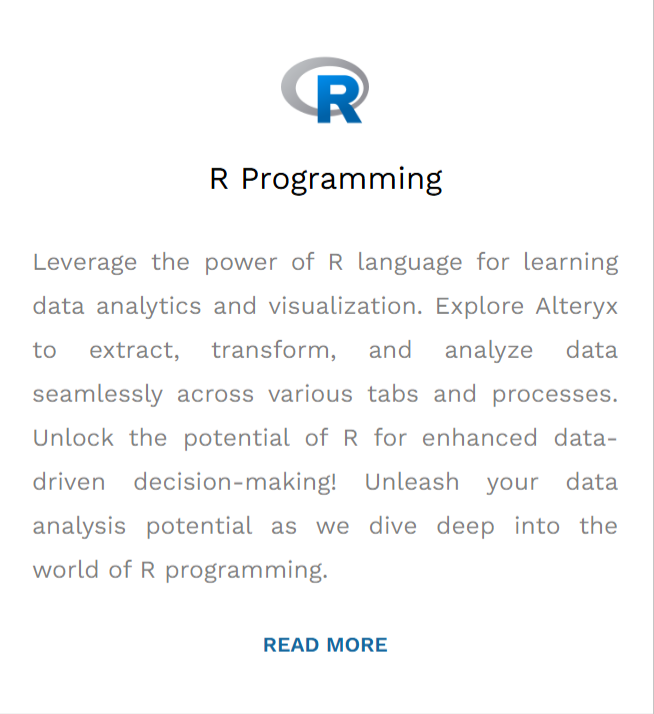 R
R Programming
Leverage the power of R language for learning
data analytics and visualization. Explore Alteryx
to extract, transform, and analyze data
seamlessly across various tabs and processes.
Unlock the potential of R for enhanced data-
driven decision-making! Unleash your data
analysis potential as we dive deep into the
world of R programming.
READ MORE